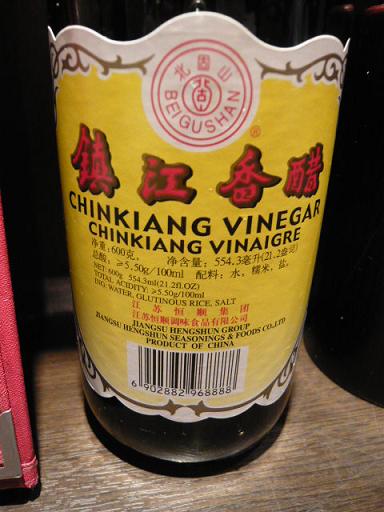 北固山
BEIGUSHAN
®
鎮江香醋
CHINKIANG VINEGAR
CHINKIANG VINAIGRE
净重:600克, 净含量: 554.3毫升(21.2盎司)
总酸: ≥5.50g/100ml 配料: 水, 糯米, 盐.
NET: 600g 554.3ml(21.2fl.OZ)
TOTAL ACIDITY: ≥5.50g/100ml
ING: WATER, GLUTINOUS RICE, SALT
江苏恒顺集团
江苏恒顺调味食品有限公司
JIANGSU HENGSHUN GROUP
JIANGSU HENGSHUN SEASONINGS & FOODS CO.,LTD
PRODUCT OF CHINA
6 902882 968888